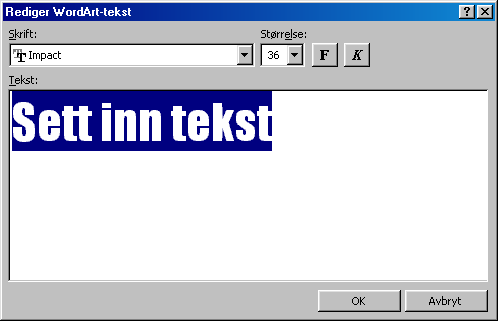 Rediger WordArt-tekst
Skrift: Størrelse:
Impact 36 F K
Tekst:
Sett inn tekst
OK Avbryt